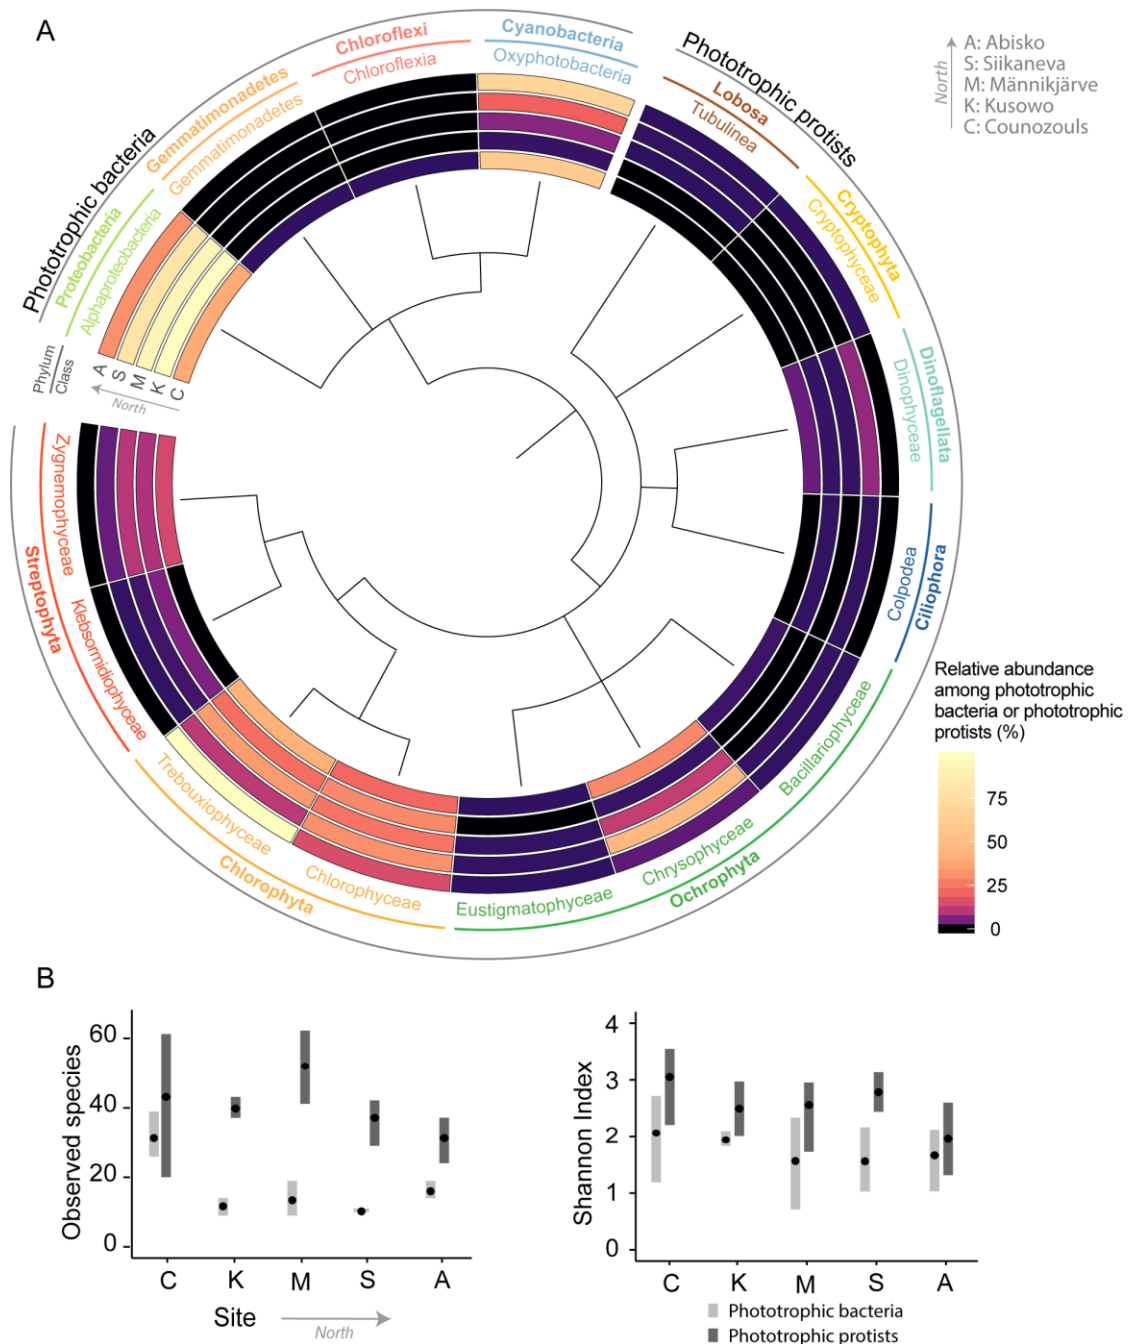 A
Phototrophic bacteria
Proteobacteria
Alphaproteobacteria
Gemmatimonadetes
Gemmatimonadetes
Chloroflexi
Chloroflexia
Cyanobacteria
Oxyphotobacteria
Phototrophic protists
Lobosa
Tubulinea
Cryptophyta
Cryptophyceae
Dinoflagellata
Dinophyceae
Ciliophora
Colpodea
Bacillariophyceae
Chrysophyceae
Eustigmatophyceae
Ochrophyta
Chlorophyceae
Trebouxiophyceae
Chlorophyta
Klebsormidiophyceae
Zygnemophyceae
Streptophyta
Phylum
Class
A S M K C
North
North
A: Abisko
S: Siikaneva
M: Männikjärve
K: Kusowo
C: Counozouls
Relative abundance
among phototrophic
bacteria or phototrophic
protists (%)
75
50
25
0
B
Observed species
60
40
20
0
C K M S A
Site
North
Shannon Index
4
3
2
1
0
C K M S A
Phototrophic bacteria
Phototrophic protists